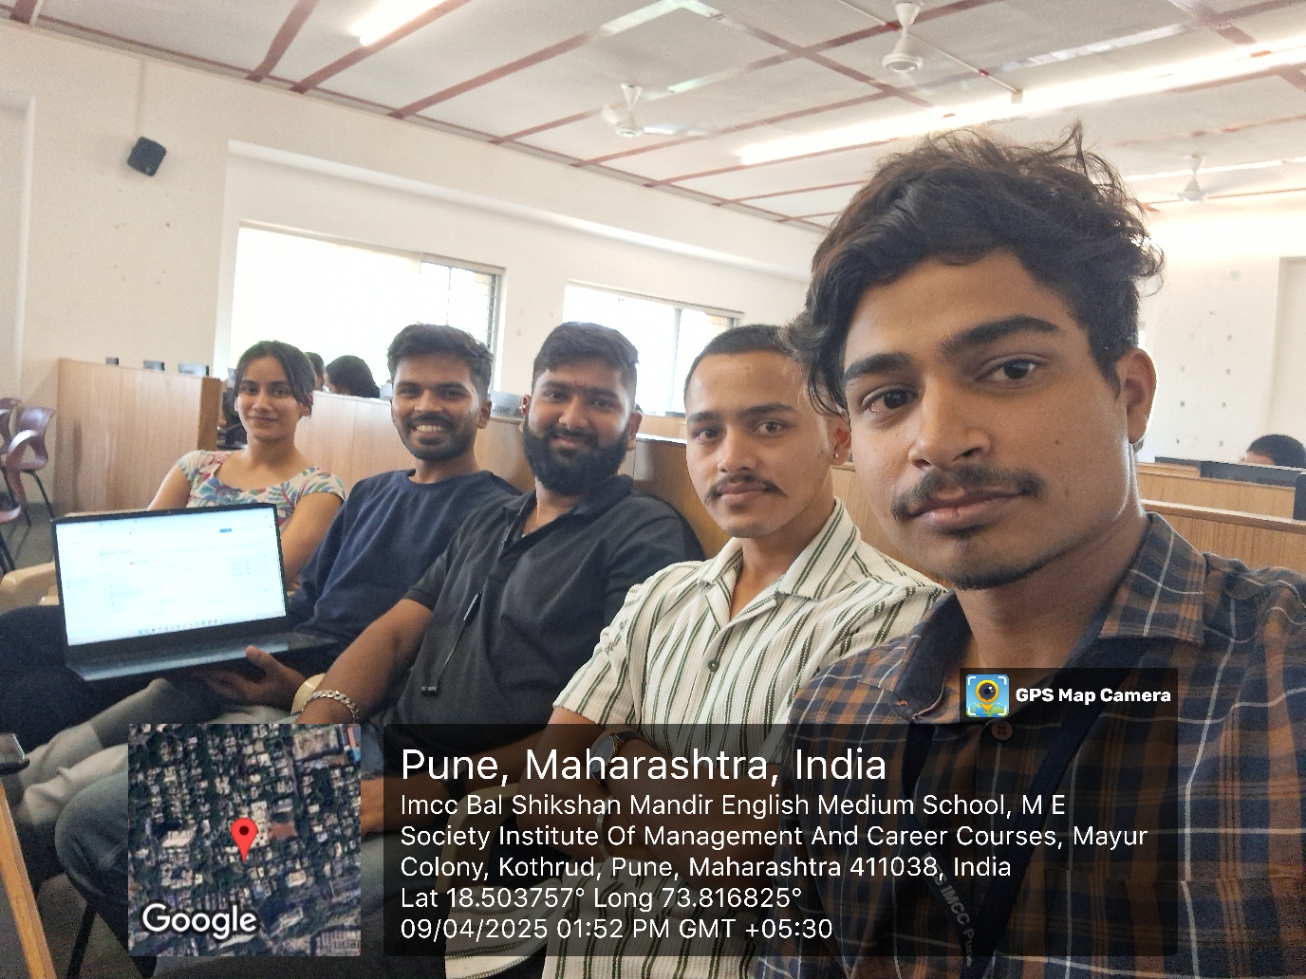 GPS Map Camera
Pune, Maharashtra, India
Imcc Bal Shikshan Mandir English Medium School, M E
Society Institute Of Management And Career Courses, Mayur
Colony, Kothrud, Pune, Maharashtra 411038, India
Lat 18.503757° Long 73.816825°
09/04/2025 01:52 PM GMT +05:30
Google
IMCC Pune